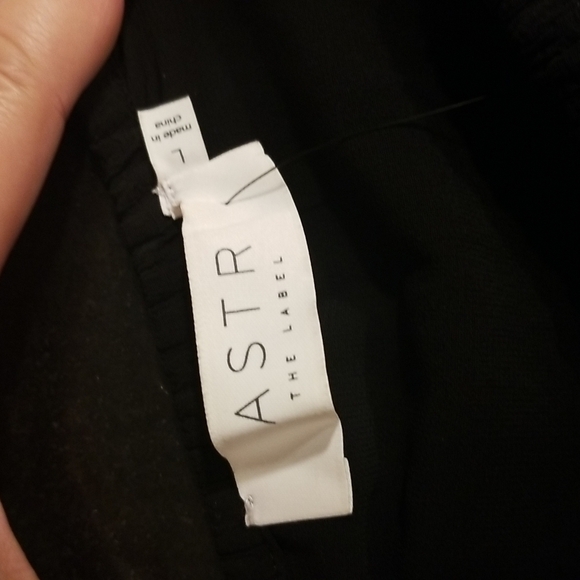 ASTR
THE LABEL
L
made in
china